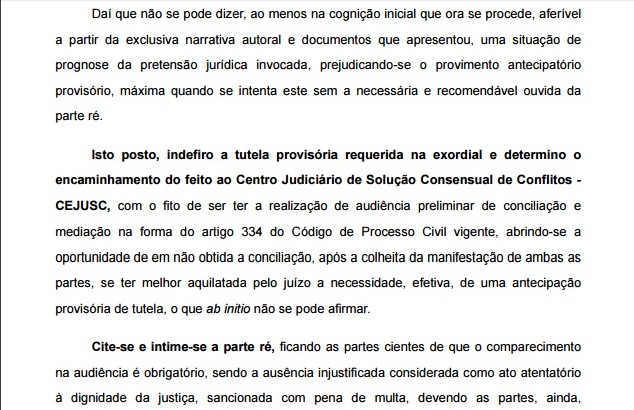 Daí que não se pode dizer, ao menos na cognição inicial que ora se procede, aferível
a partir da exclusiva narrativa autoral e documentos que apresentou, uma situação de
prognose da pretensão jurídica invocada, prejudicando-se o provimento antecipatório
provisório, máxima quando se intenta este sem a necessária e recomendável ouvida da
parte ré.
Isto posto, indefiro a tutela provisória requerida na exordial e determino o
encaminhamento do feito ao Centro Judiciário de Solução Consensual de Conflitos -
CEJUSC, com o fito de ser ter a realização de audiência preliminar de conciliação e
mediação na forma do artigo 334 do Código de Processo Civil vigente, abrindo-se a
oportunidade de em não obtida a conciliação, após a colheita da manifestação de ambas as
partes, se ter melhor aquilatada pelo juízo a necessidade, efetiva, de uma antecipação
provisória de tutela, o que ab initio não se pode afirmar.
Cite-se e intime-se a parte ré, ficando as partes cientes de que o comparecimento
na audiência é obrigatório, sendo a ausência injustificada considerada como ato atentatório
à dignidade da justiça, sancionada com pena de multa, devendo as partes, ainda,